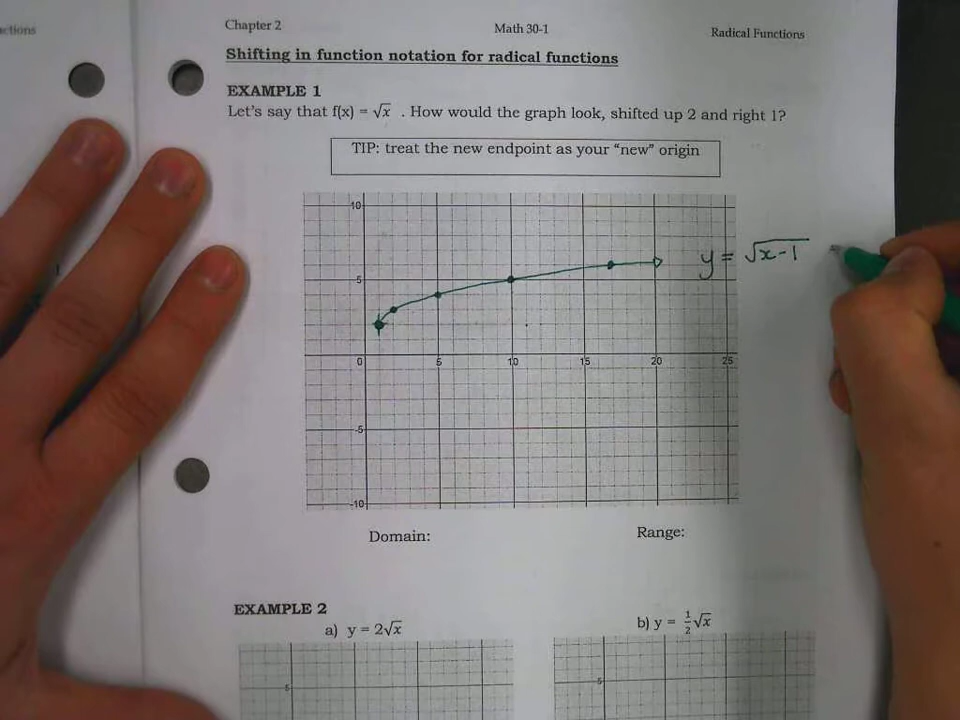 ctions
Chapter 2 Math 30-1 Radical Functions
Shifting in function notation for radical functions
EXAMPLE 1
Let's say that f(x) = √x . How would the graph look, shifted up 2 and right 1?
TIP: treat the new endpoint as your "new" origin
10
y = √x-1
5
0 5 10 15 20 25
-5
-10
Domain: Range:
EXAMPLE 2
a) y = 2√x b) y = 1/2 √x
5 5